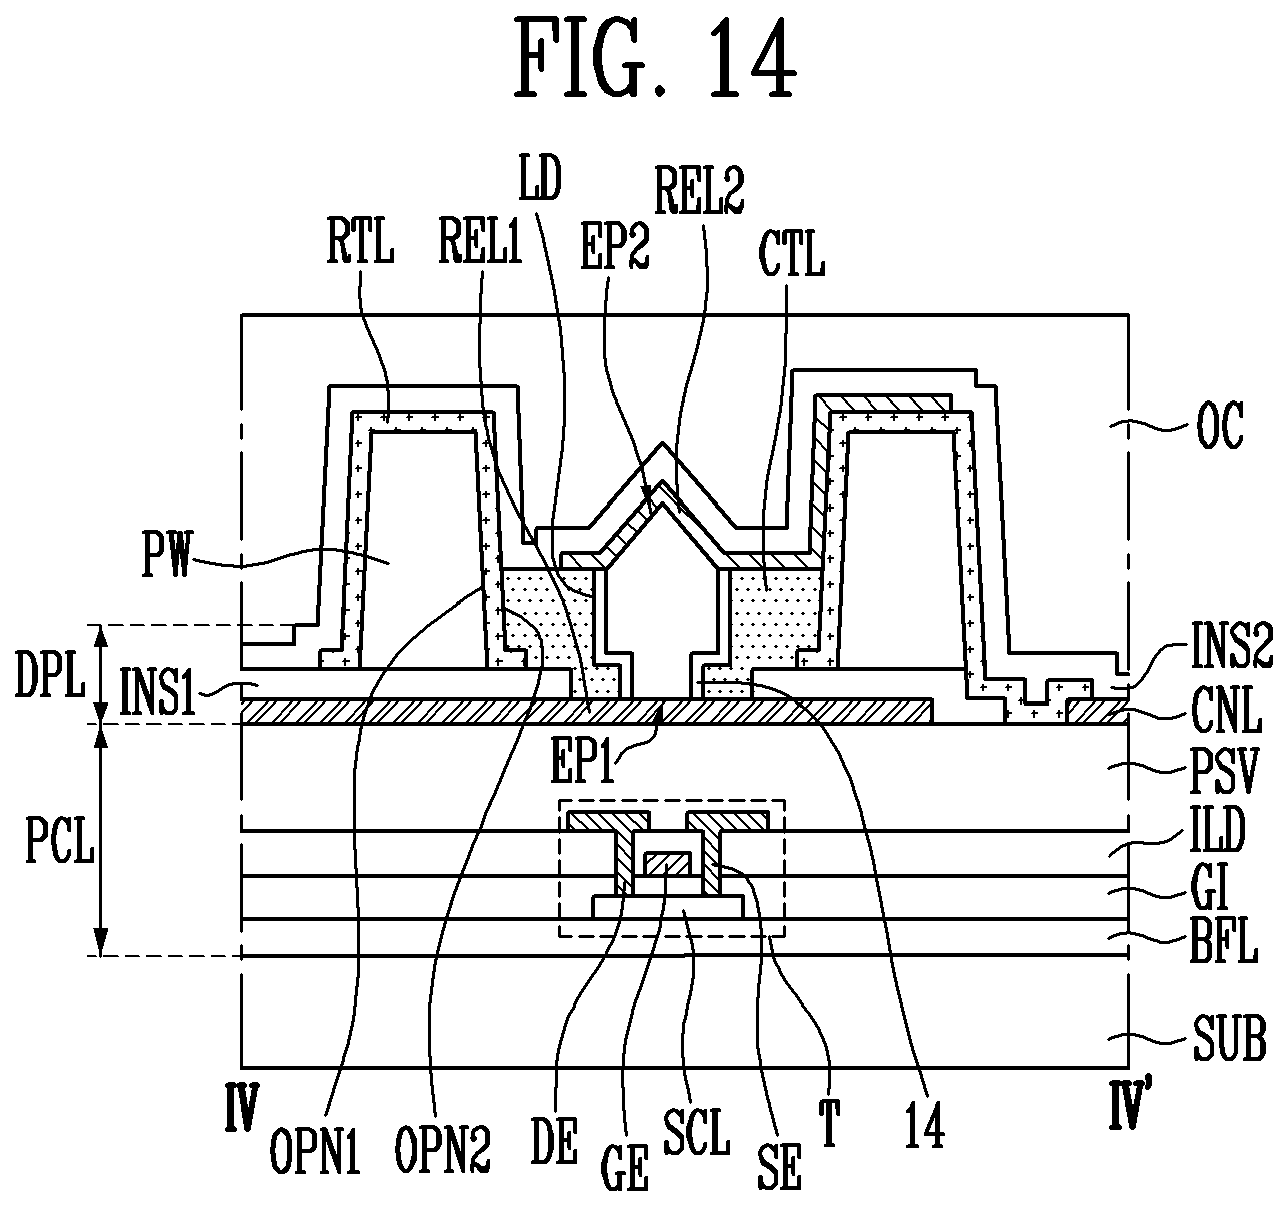 FIG. 14
LD
REL2
RTL
REL1
EP2
CTL
OC
PW
DPL
INS1
INS2
CNL
EP1
PSV
PCL
ILD
GI
BFL
SUB
IV
IV'
OPN1
OPN2
DE
GE
SCL
SE
T
14